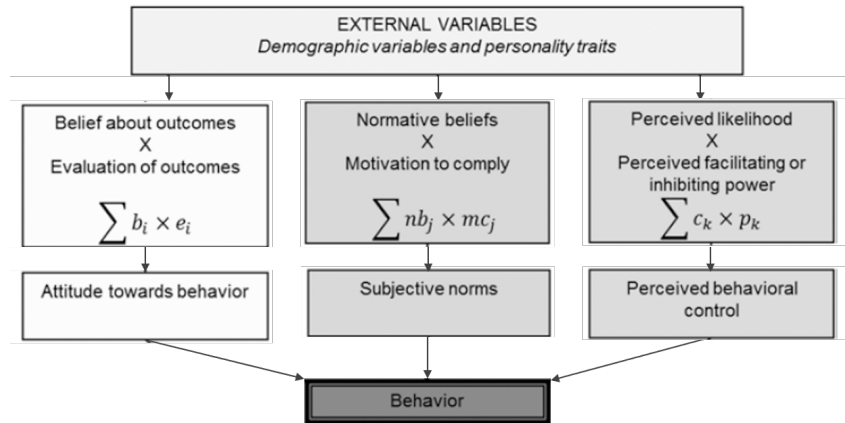 EXTERNAL VARIABLES
Demographic variables and personality traits
Belief about outcomes
X
Evaluation of outcomes
∑ bᵢ × eᵢ
Normative beliefs
X
Motivation to comply
∑ nbⱼ × mcⱼ
Perceived likelihood
X
Perceived facilitating or
inhibiting power
∑ cₖ × pₖ
Attitude towards behavior
Subjective norms
Perceived behavioral
control
Behavior